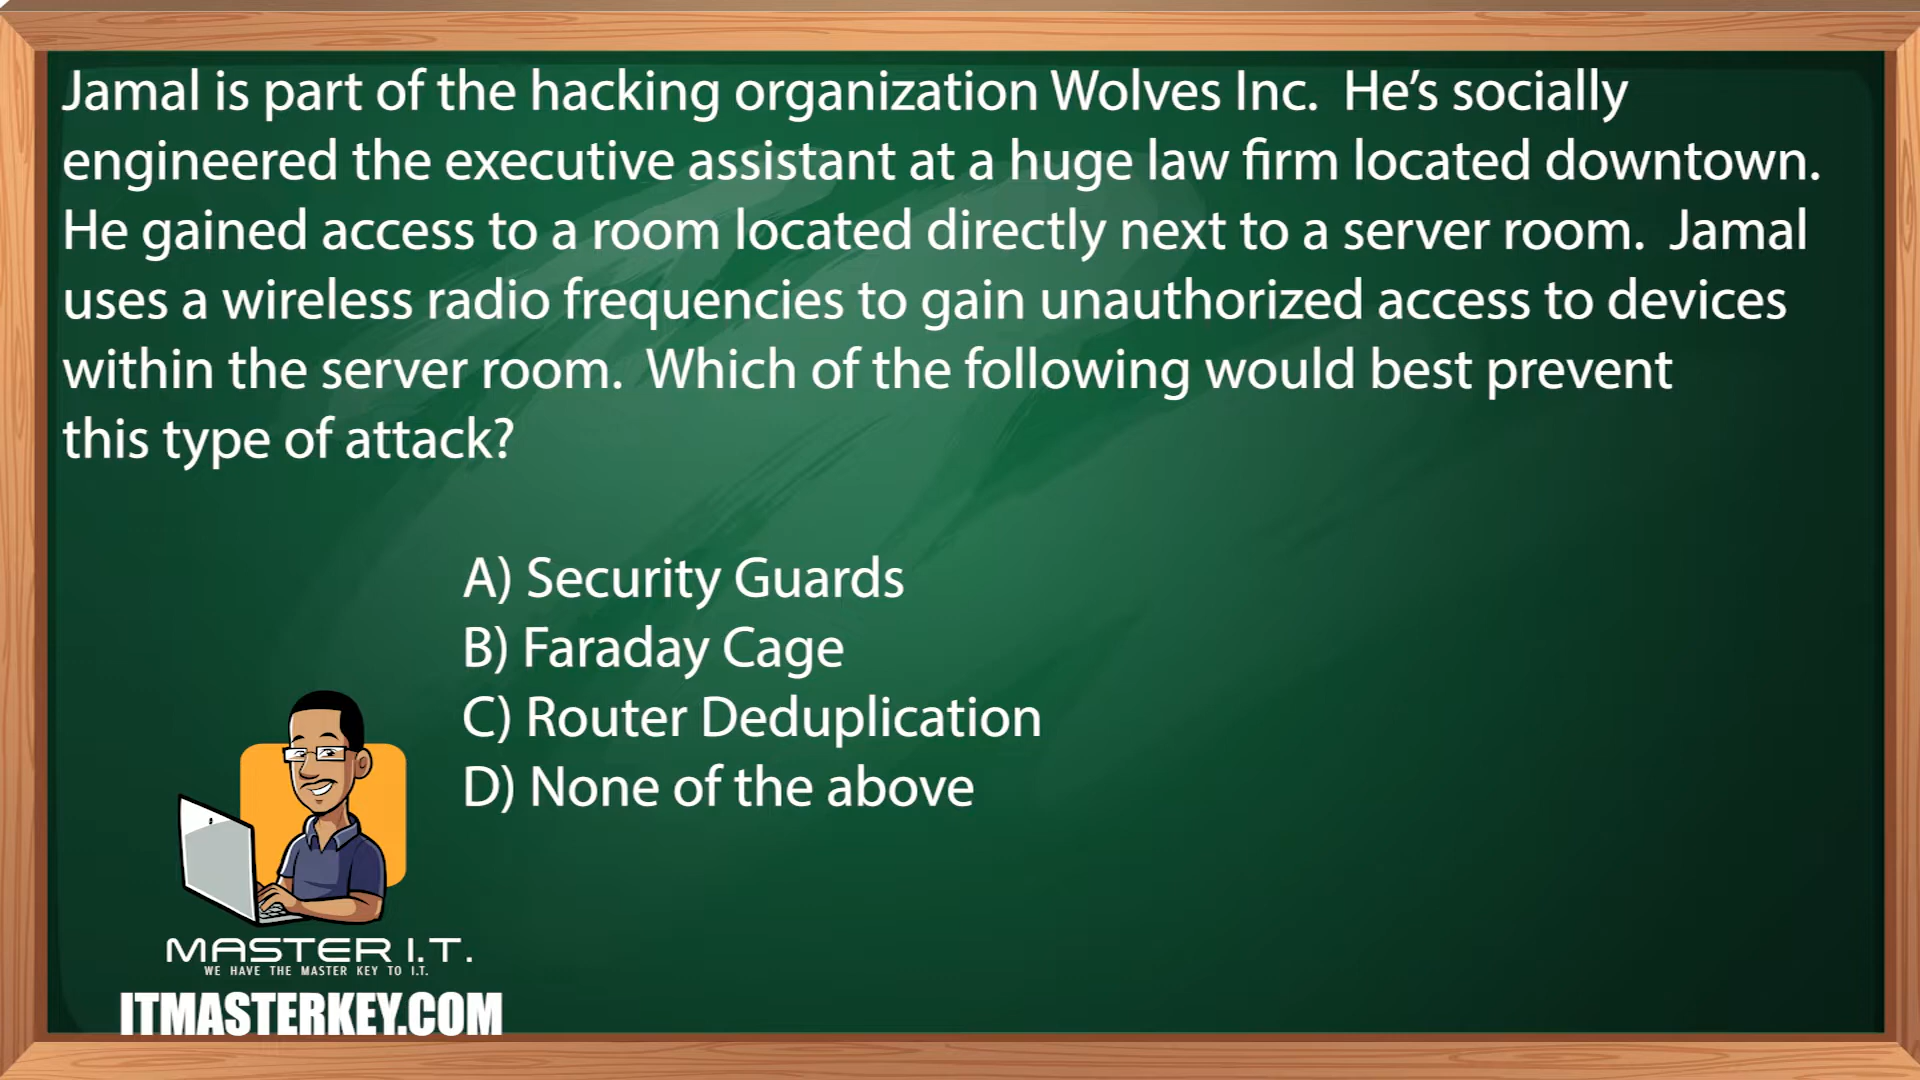 Jamal is part of the hacking organization Wolves Inc.  He’s socially
engineered the executive assistant at a huge law firm located downtown.
He gained access to a room located directly next to a server room.  Jamal
uses a wireless radio frequencies to gain unauthorized access to devices
within the server room.  Which of the following would best prevent
this type of attack?
A) Security Guards
B) Faraday Cage
C) Router Deduplication
D) None of the above
MASTER I.T.
WE HAVE THE MASTER KEY TO I.T.
ITMASTERKEY.COM